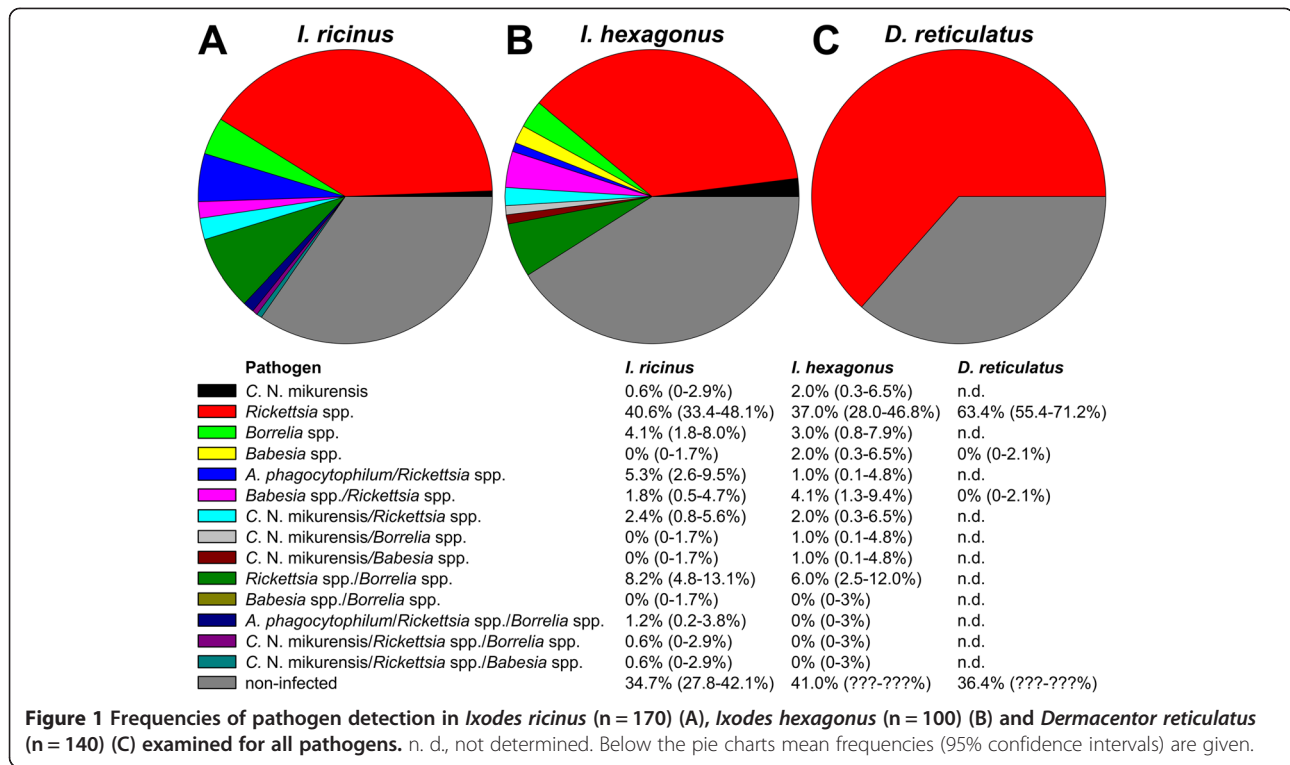 A I. ricinus B I. hexagonus C D. reticulatus
Pathogen I. ricinus I. hexagonus D. reticulatus
C. N. mikurensis 0.6% (0-2.9%) 2.0% (0.3-6.5%) n.d.
Rickettsia spp. 40.6% (33.4-48.1%) 37.0% (28.0-46.8%) 63.4% (55.4-71.2%)
Borrelia spp. 4.1% (1.8-8.0%) 3.0% (0.8-7.9%) n.d.
Babesia spp. 0% (0-1.7%) 2.0% (0.3-6.5%) 0% (0-2.1%)
A. phagocytophilum/Rickettsia spp. 5.3% (2.6-9.5%) 1.0% (0.1-4.8%) n.d.
Babesia spp./Rickettsia spp. 1.8% (0.5-4.7%) 4.1% (1.3-9.4%) 0% (0-2.1%)
C. N. mikurensis/Rickettsia spp. 2.4% (0.8-5.6%) 2.0% (0.3-6.5%) n.d.
C. N. mikurensis/Borrelia spp. 0% (0-1.7%) 1.0% (0.1-4.8%) n.d.
C. N. mikurensis/Babesia spp. 0% (0-1.7%) 1.0% (0.1-4.8%) n.d.
Rickettsia spp./Borrelia spp. 8.2% (4.8-13.1%) 6.0% (2.5-12.0%) n.d.
Babesia spp./Borrelia spp. 0% (0-1.7%) 0% (0-3%) n.d.
A. phagocytophilum/Rickettsia spp./Borrelia spp. 1.2% (0.2-3.8%) 0% (0-3%) n.d.
C. N. mikurensis/Rickettsia spp./Borrelia spp. 0.6% (0-2.9%) 0% (0-3%) n.d.
C. N. mikurensis/Rickettsia spp./Babesia spp. 0.6% (0-2.9%) 0% (0-3%) n.d.
non-infected 34.7% (27.8-42.1%) 41.0% (???-???%) 36.4% (???-???%)
Figure 1 Frequencies of pathogen detection in Ixodes ricinus (n = 170) (A), Ixodes hexagonus (n = 100) (B) and Dermacentor reticulatus
(n = 140) (C) examined for all pathogens. n. d., not determined. Below the pie charts mean frequencies (95% confidence intervals) are given.